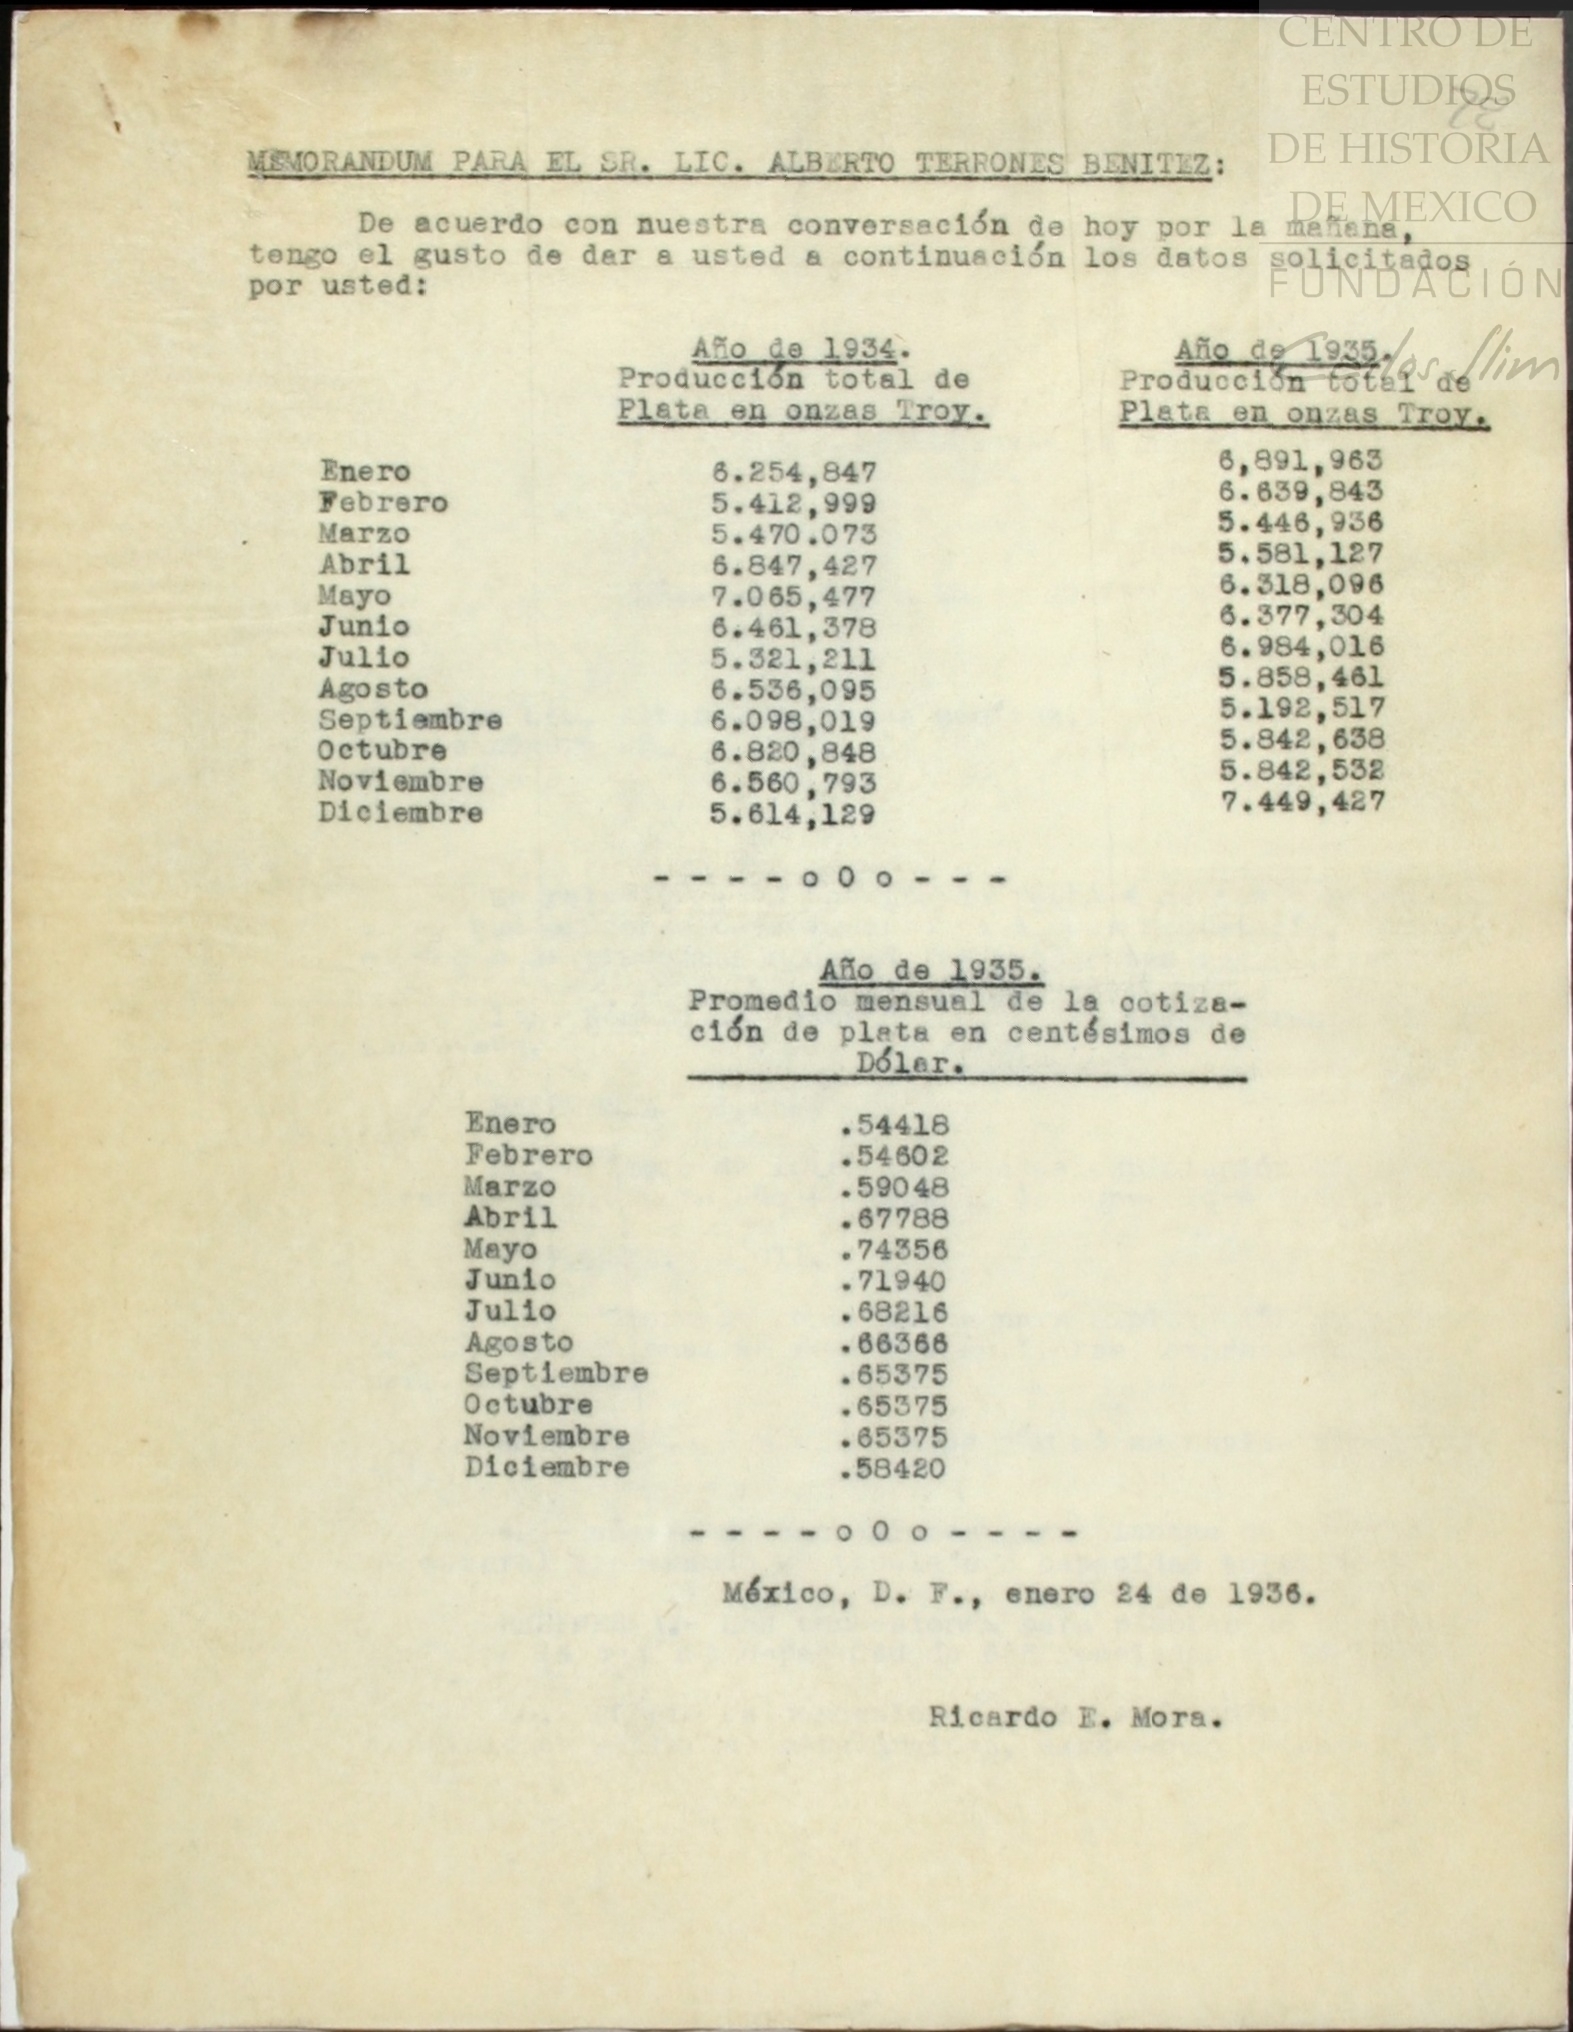 CENTRO DE
ESTUDIOS
DE HISTORIA
DE MEXICO
FUNDACIÓN
Carlos Slim
MEMORANDUM PARA EL SR. LIC. ALBERTO TERRONES BENITEZ:
De acuerdo con nuestra conversación de hoy por la mañana,
tengo el gusto de dar a usted a continuación los datos solicitados
por usted:
Año de 1934. Año de 1935.
Producción total de Producción total de
Plata en onzas Troy. Plata en onzas Troy.
Enero 6.254,847 6,891,963
Febrero 5.412,999 6.639,843
Marzo 5.470.073 5.446,936
Abril 6.847,427 5.581,127
Mayo 7.065,477 6.318,096
Junio 6.461,378 6.377,304
Julio 5.321,211 6.984,016
Agosto 6.536,095 5.858,461
Septiembre 6.098,019 5.192,517
Octubre 6.820,848 5.842,638
Noviembre 6.560,793 5.842,532
Diciembre 5.614,129 7.449,427
- - - - o O o - - -
Año de 1935.
Promedio mensual de la cotiza-
ción de plata en centésimos de
Dólar.
Enero .54418
Febrero .54602
Marzo .59048
Abril .67788
Mayo .74356
Junio .71940
Julio .68216
Agosto .66366
Septiembre .65375
Octubre .65375
Noviembre .65375
Diciembre .58420
- - - - o O o - - - -
México, D. F., enero 24 de 1936.
Ricardo E. Mora.